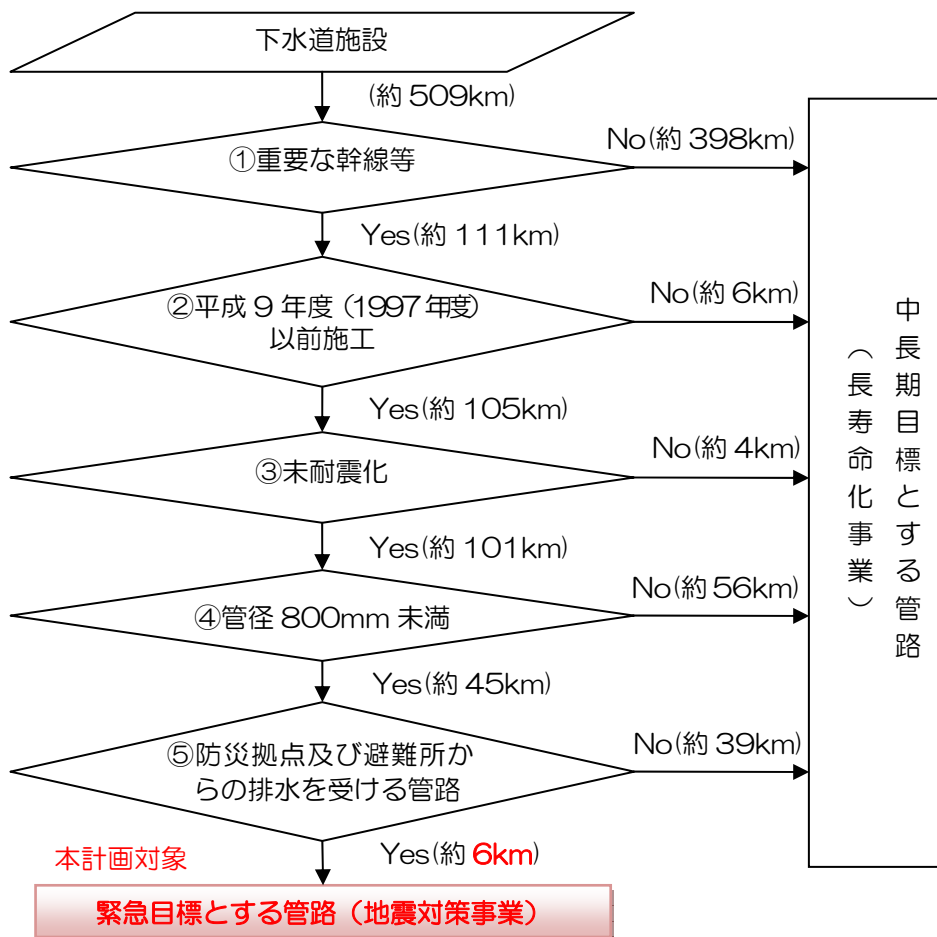 下水道施設
(約 509km)
①重要な幹線等
No(約 398km)
Yes(約 111km)
②平成 9 年度 (1997年度)
以前施工
No(約 6km)
Yes(約 105km)
③未耐震化
No(約 4km)
Yes(約 101km)
④管径 800mm 未満
No(約 56km)
Yes(約 45km)
⑤防災拠点及び避難所か
らの排水を受ける管路
No(約 39km)
Yes(約 6km)
中長期目標とする管路
（長寿命化事業）
本計画対象
緊急目標とする管路（地震対策事業）